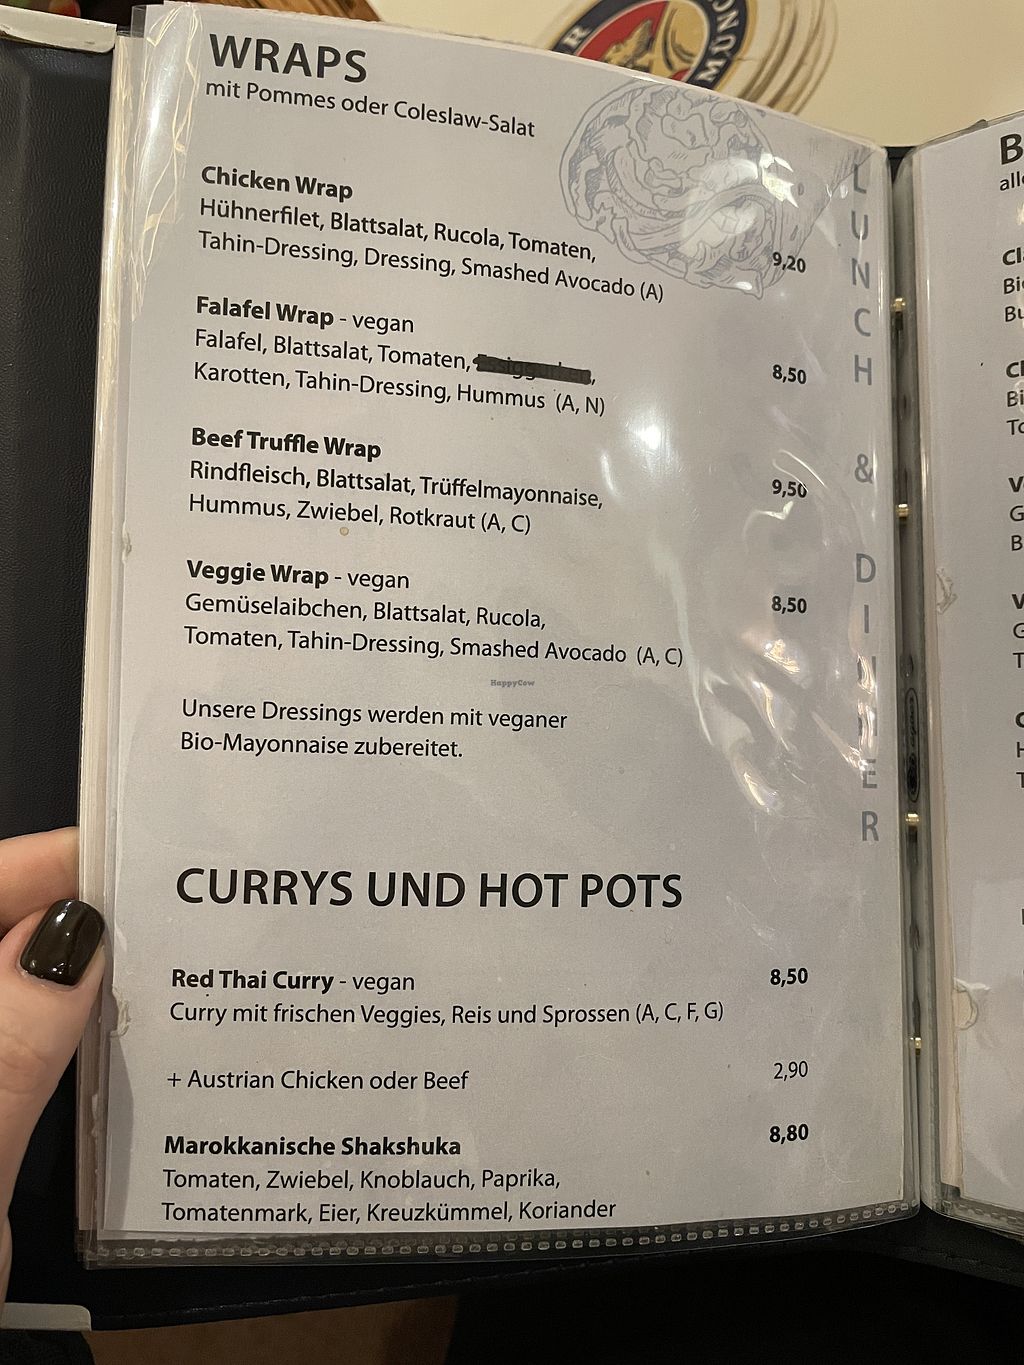 MÜNC
R
WRAPS
mit Pommes oder Coleslaw-Salat
Chicken Wrap
Hühnerfilet, Blattsalat, Rucola, Tomaten,
Tahin-Dressing, Dressing, Smashed Avocado (A) 9,20
Falafel Wrap - vegan
Falafel, Blattsalat, Tomaten, ,
Karotten, Tahin-Dressing, Hummus (A, N) 8,50
Beef Truffle Wrap
Rindfleisch, Blattsalat, Trüffelmayonnaise, 9,50
Hummus, Zwiebel, Rotkraut (A, C)
Veggie Wrap - vegan
Gemüselaibchen, Blattsalat, Rucola, 8,50
Tomaten, Tahin-Dressing, Smashed Avocado (A, C)
HappyCow
Unsere Dressings werden mit veganer
Bio-Mayonnaise zubereitet.
LUNCH & DINNER
CURRYS UND HOT POTS
Red Thai Curry - vegan 8,50
Curry mit frischen Veggies, Reis und Sprossen (A, C, F, G)
+ Austrian Chicken oder Beef 2,90
Marokkanische Shakshuka 8,80
Tomaten, Zwiebel, Knoblauch, Paprika,
Tomatenmark, Eier, Kreuzkümmel, Koriander